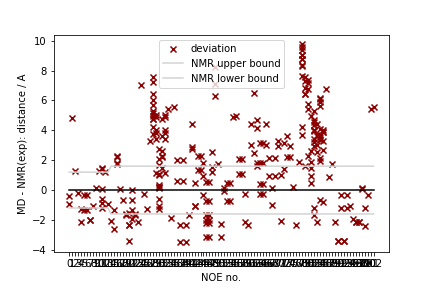 deviation
NMR upper bound
NMR lower bound
MD - NMR(exp): distance / A
10
8
6
4
2
0
−2
−4
NOE no.